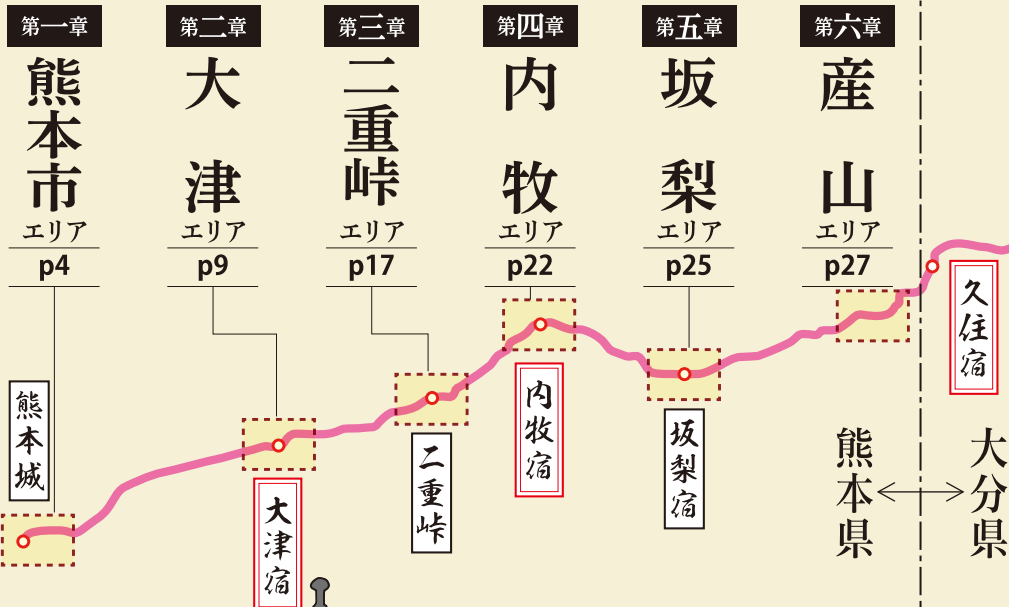 第一章
熊本市
エリア
p4
第二章
大津
エリア
p9
第三章
二重峠
エリア
p17
第四章
内牧
エリア
p22
第五章
坂梨
エリア
p25
第六章
産山
エリア
p27
熊本城
大津宿
二重峠
内牧宿
坂梨宿
久住宿
熊本県
大分県